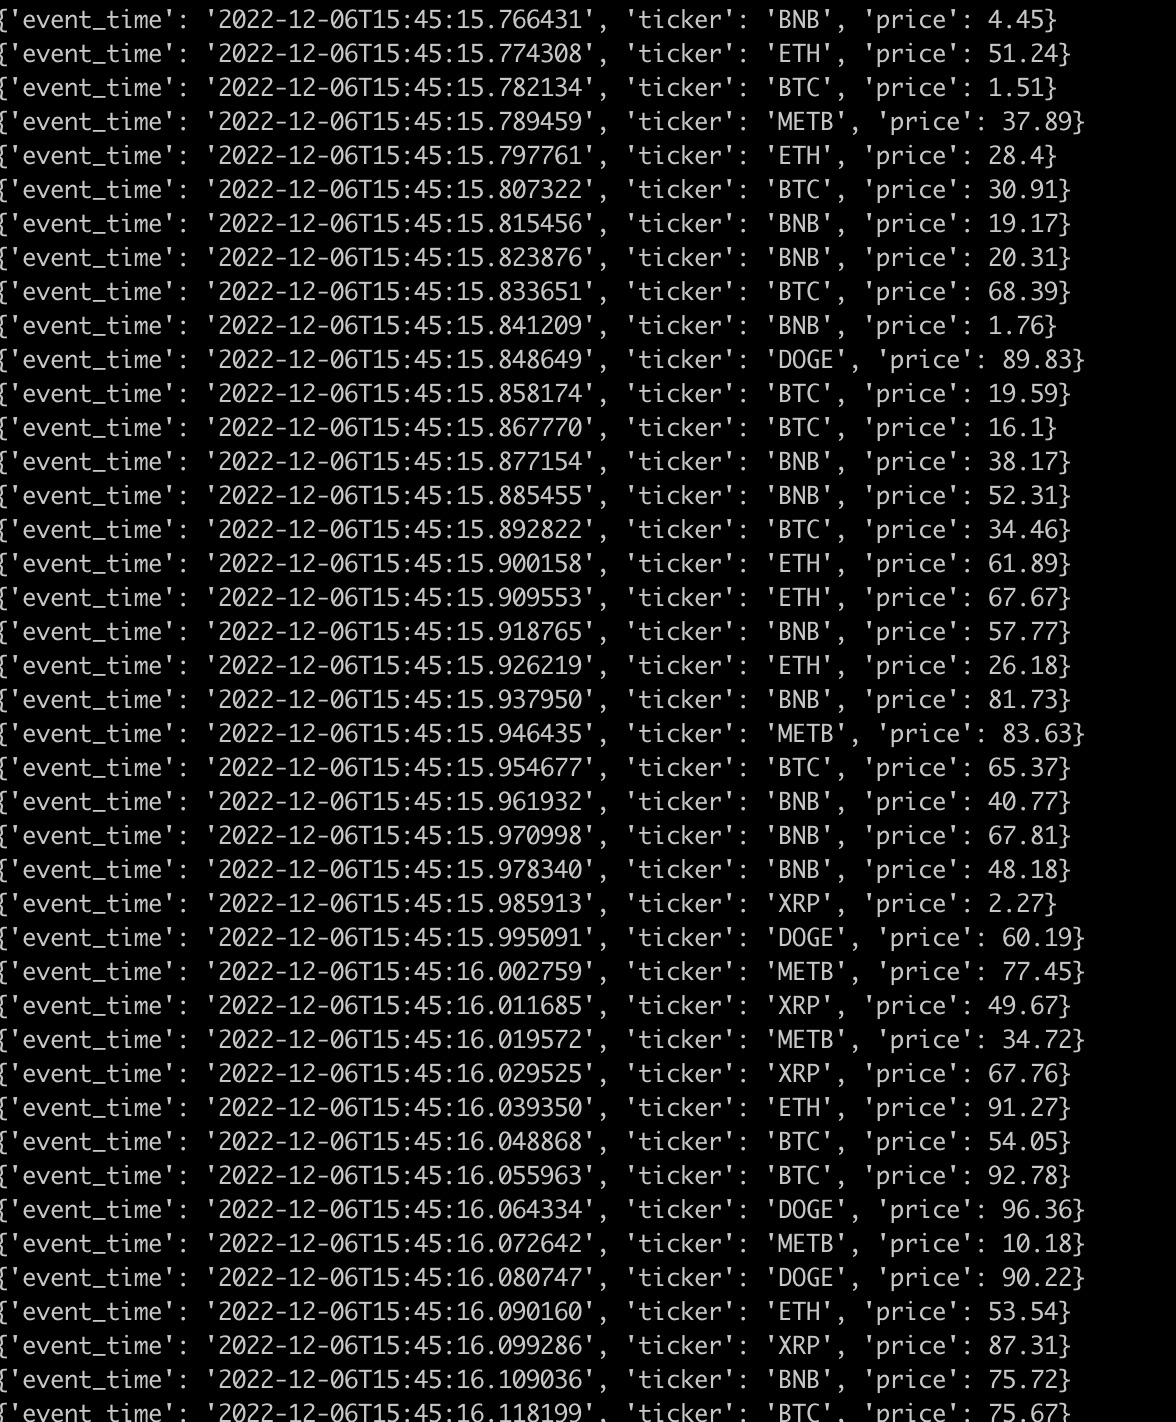 {'event_time': '2022-12-06T15:45:15.766431', 'ticker': 'BNB', 'price': 4.45}
{'event_time': '2022-12-06T15:45:15.774308', 'ticker': 'ETH', 'price': 51.24}
{'event_time': '2022-12-06T15:45:15.782134', 'ticker': 'BTC', 'price': 1.51}
{'event_time': '2022-12-06T15:45:15.789459', 'ticker': 'METB', 'price': 37.89}
{'event_time': '2022-12-06T15:45:15.797761', 'ticker': 'ETH', 'price': 28.4}
{'event_time': '2022-12-06T15:45:15.807322', 'ticker': 'BTC', 'price': 30.91}
{'event_time': '2022-12-06T15:45:15.815456', 'ticker': 'BNB', 'price': 19.17}
{'event_time': '2022-12-06T15:45:15.823876', 'ticker': 'BNB', 'price': 20.31}
{'event_time': '2022-12-06T15:45:15.833651', 'ticker': 'BTC', 'price': 68.39}
{'event_time': '2022-12-06T15:45:15.841209', 'ticker': 'BNB', 'price': 1.76}
{'event_time': '2022-12-06T15:45:15.848649', 'ticker': 'DOGE', 'price': 89.83}
{'event_time': '2022-12-06T15:45:15.858174', 'ticker': 'BTC', 'price': 19.59}
{'event_time': '2022-12-06T15:45:15.867770', 'ticker': 'BTC', 'price': 16.1}
{'event_time': '2022-12-06T15:45:15.877154', 'ticker': 'BNB', 'price': 38.17}
{'event_time': '2022-12-06T15:45:15.885455', 'ticker': 'BNB', 'price': 52.31}
{'event_time': '2022-12-06T15:45:15.892822', 'ticker': 'BTC', 'price': 34.46}
{'event_time': '2022-12-06T15:45:15.900158', 'ticker': 'ETH', 'price': 61.89}
{'event_time': '2022-12-06T15:45:15.909553', 'ticker': 'ETH', 'price': 67.67}
{'event_time': '2022-12-06T15:45:15.918765', 'ticker': 'BNB', 'price': 57.77}
{'event_time': '2022-12-06T15:45:15.926219', 'ticker': 'ETH', 'price': 26.18}
{'event_time': '2022-12-06T15:45:15.937950', 'ticker': 'BNB', 'price': 81.73}
{'event_time': '2022-12-06T15:45:15.946435', 'ticker': 'METB', 'price': 83.63}
{'event_time': '2022-12-06T15:45:15.954677', 'ticker': 'BTC', 'price': 65.37}
{'event_time': '2022-12-06T15:45:15.961932', 'ticker': 'BNB', 'price': 40.77}
{'event_time': '2022-12-06T15:45:15.970998', 'ticker': 'BNB', 'price': 67.81}
{'event_time': '2022-12-06T15:45:15.978340', 'ticker': 'BNB', 'price': 48.18}
{'event_time': '2022-12-06T15:45:15.985913', 'ticker': 'XRP', 'price': 2.27}
{'event_time': '2022-12-06T15:45:15.995091', 'ticker': 'DOGE', 'price': 60.19}
{'event_time': '2022-12-06T15:45:16.002759', 'ticker': 'METB', 'price': 77.45}
{'event_time': '2022-12-06T15:45:16.011685', 'ticker': 'XRP', 'price': 49.67}
{'event_time': '2022-12-06T15:45:16.019572', 'ticker': 'METB', 'price': 34.72}
{'event_time': '2022-12-06T15:45:16.029525', 'ticker': 'XRP', 'price': 67.76}
{'event_time': '2022-12-06T15:45:16.039350', 'ticker': 'ETH', 'price': 91.27}
{'event_time': '2022-12-06T15:45:16.048868', 'ticker': 'BTC', 'price': 54.05}
{'event_time': '2022-12-06T15:45:16.055963', 'ticker': 'BTC', 'price': 92.78}
{'event_time': '2022-12-06T15:45:16.064334', 'ticker': 'DOGE', 'price': 96.36}
{'event_time': '2022-12-06T15:45:16.072642', 'ticker': 'METB', 'price': 10.18}
{'event_time': '2022-12-06T15:45:16.080747', 'ticker': 'DOGE', 'price': 90.22}
{'event_time': '2022-12-06T15:45:16.090160', 'ticker': 'ETH', 'price': 53.54}
{'event_time': '2022-12-06T15:45:16.099286', 'ticker': 'XRP', 'price': 87.31}
{'event_time': '2022-12-06T15:45:16.109036', 'ticker': 'BNB', 'price': 75.72}
{'event_time': '2022-12-06T15:45:16.118199', 'ticker': 'BTC', 'price': 75.67}